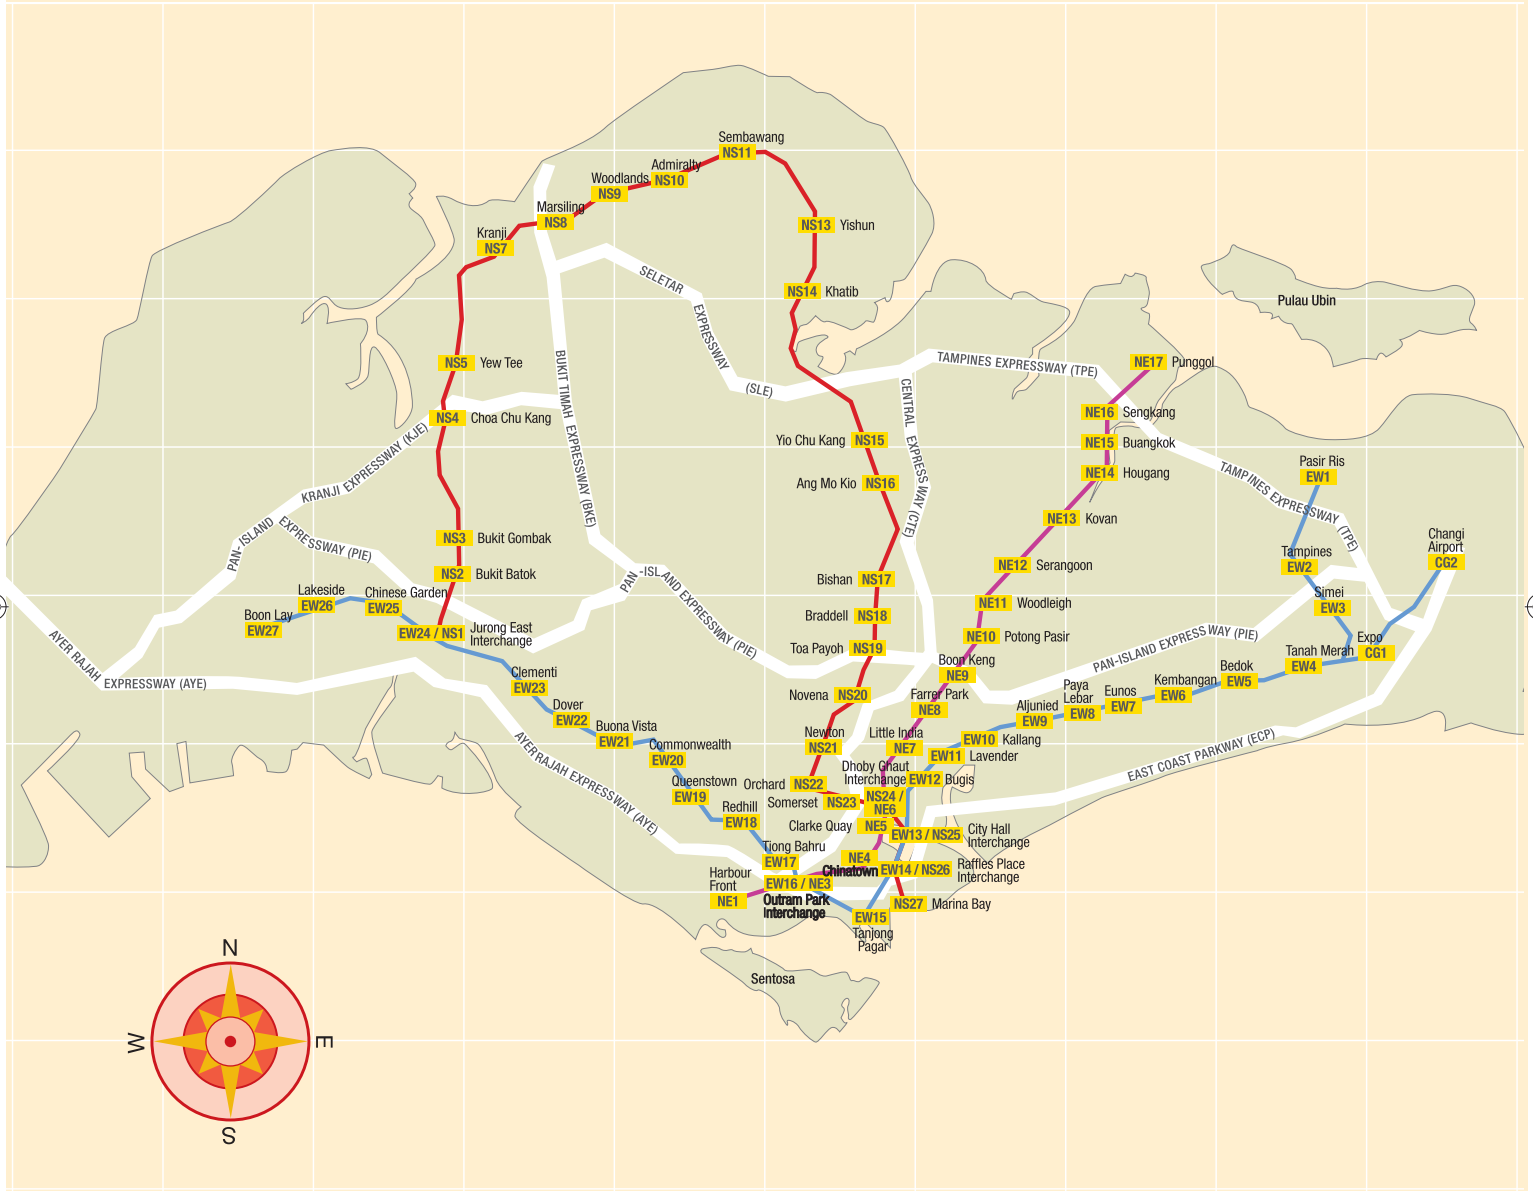 Sembawang
NS11
Admiralty
NS10
Woodlands
NS9
Marsiling
NS8
Kranji
NS7
NS13 Yishun
NS14 Khatib
Pulau Ubin
SELETAR
EXPRESSWAY
(SLE)
BUKIT TIMAH EXPRESSWAY (BKE)
TAMPINES EXPRESSWAY (TPE)
CENTRAL EXPRESS WAY (CTE)
NS5 Yew Tee
NS4 Choa Chu Kang
KRANJI EXPRESSWAY (KJE)
NE17 Punggol
NE16 Sengkang
NE15 Buangkok
NE14 Hougang
NE13 Kovan
NE12 Serangoon
NE11 Woodleigh
NE10 Potong Pasir
Boon Keng
NE9
Farrer Park
NE8
Little India
NE7
Yio Chu Kang NS15
Ang Mo Kio NS16
Bishan NS17
Braddell NS18
Toa Payoh NS19
Novena NS20
Newton
NS21
Orchard NS22
Somerset NS23
Dhoby Ghaut
Interchange
NS24 /
NE6
Clarke Quay NE5
NE4
Chinatown
TAMPINES EXPRESSWAY
(TPE)
Pasir Ris
EW1
Tampines
EW2
Simei
EW3
Changi
Airport
CG2
Expo
CG1
Tanah Merah
EW4
Bedok
EW5
Kembangan
EW6
Eunos
EW7
Paya
Lebar
EW8
Aljunied
EW9
EW10 Kallang
EW11 Lavender
EW12 Bugis
EW13 / NS25
City Hall
Interchange
EW14 / NS26
Raffles Place
Interchange
NS27 Marina Bay
EW15
Tanjong
Pagar
PAN-ISLAND EXPRESS WAY (PIE)
EAST COAST PARKWAY (ECP)
PAN-ISLAND
EXPRESSWAY (PIE)
PAN-ISLAND EXPRESSWAY (PIE)
NS3 Bukit Gombak
NS2 Bukit Batok
Lakeside
EW26
Chinese Garden
EW25
Boon Lay
EW27
EW24 / NS1
Jurong East
Interchange
AYER RAJAH
EXPRESSWAY (AYE)
AYER RAJAH EXPRESSWAY (AYE)
Clementi
EW23
Dover
EW22
Buona Vista
EW21
Commonwealth
EW20
Queenstown
EW19
Redhill
EW18
Tiong Bahru
EW17
EW16 / NE3
Outram Park
Interchange
Harbour
Front
NE1
Sentosa
N
W
E
S